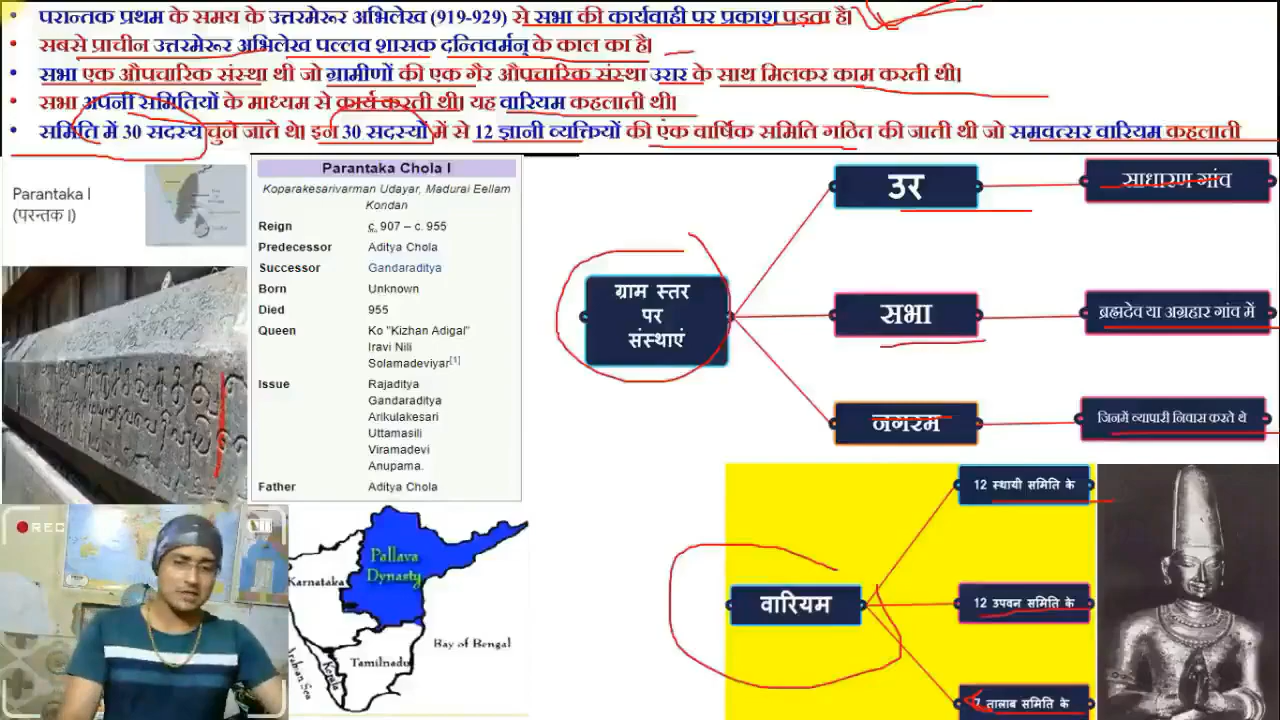 परान्तक प्रथम के समय के उत्तरमेरूर अभिलेख (919-929) से सभा की कार्यवाही पर प्रकाश पड़ता है।
सबसे प्राचीन उत्तरमेरूर अभिलेख पल्लव शासक दन्तिवर्मन् के काल का है।
सभा एक औपचारिक संस्था थी जो ग्रामीणों की एक गैर औपचारिक संस्था उरार के साथ मिलकर काम करती थी।
सभा अपनी समितियों के माध्यम से कार्य करती थी। यह वारियम कहलाती थी।
समिति में 30 सदस्य चुने जाते थे। इन 30 सदस्यों में से 12 ज्ञानी व्यक्तियों की एक वार्षिक समिति गठित की जाती थी जो समवत्सर वारियम कहलाती
Parantaka I
(परन्तक I)
Parantaka Chola I
Koparakesarivarman Udayar, Madurai Eellam
Kondan
Reign c. 907 – c. 955
Predecessor Aditya Chola
Successor Gandaraditya
Born Unknown
Died 955
Queen Ko "Kizhan Adigal"
Iravi Nili
Solamadeviyar[1]
Issue Rajaditya
Gandaraditya
Arikulakesari
Uttamasili
Viramadevi
Anupama.
Father Aditya Chola
उर
साधारण गांव
ग्राम स्तर
पर
संस्थाएं
सभा
ब्रह्मदेव या अग्रहार गांव में
नगरम
जिनमें व्यापारी निवास करते थे
वारियम
12 स्थायी समिति के
12 उपवन समिति के
7 तालाब समिति के
REC
Pallava
Dynasty
Karnataka
Bay of Bengal
Tamilnadu
Kerala
Arabian Sea